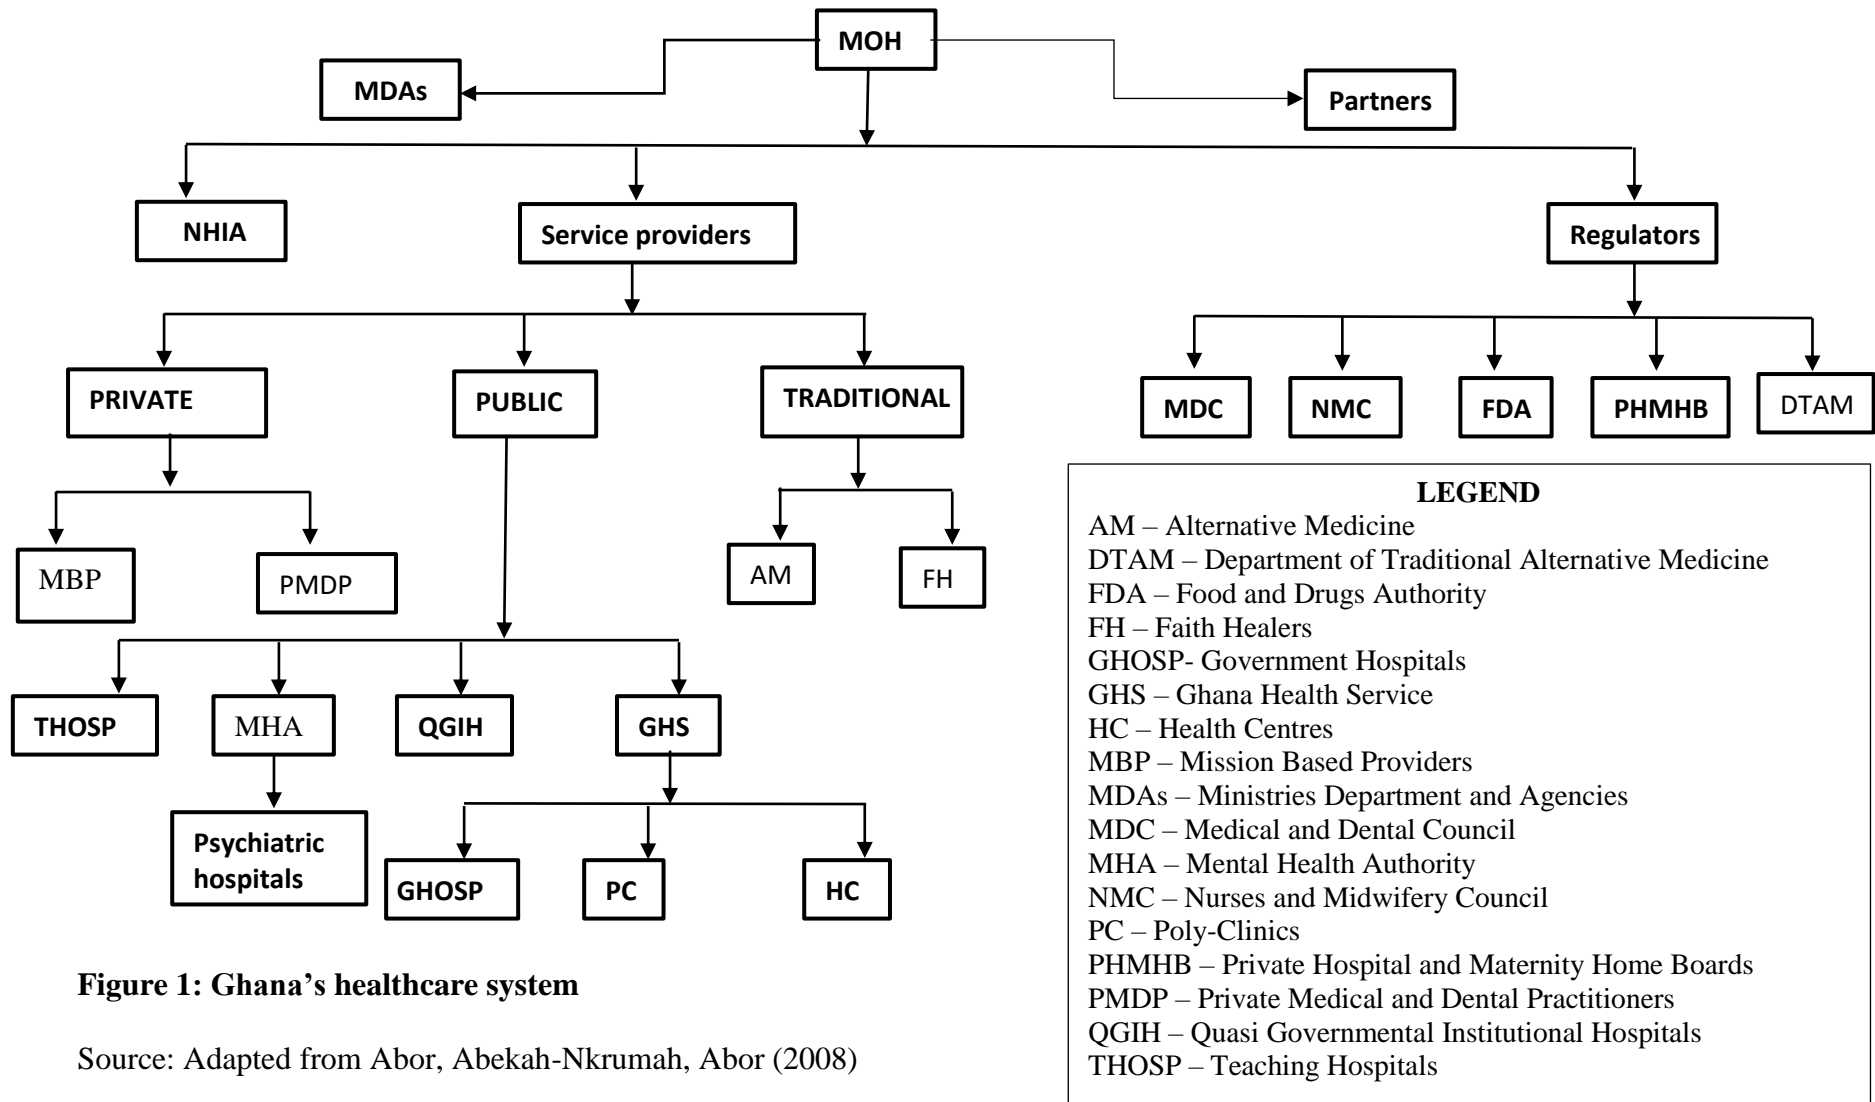 MOH
MDAs
Partners
NHIA
Service providers
Regulators
PRIVATE
PUBLIC
TRADITIONAL
MDC
NMC
FDA
PHMHB
DTAM
MBP
PMDP
AM
FH
THOSP
MHA
QGIH
GHS
Psychiatric
hospitals
GHOSP
PC
HC
LEGEND
AM – Alternative Medicine
DTAM – Department of Traditional Alternative Medicine
FDA – Food and Drugs Authority
FH – Faith Healers
GHOSP- Government Hospitals
GHS – Ghana Health Service
HC – Health Centres
MBP – Mission Based Providers
MDAs – Ministries Department and Agencies
MDC – Medical and Dental Council
MHA – Mental Health Authority
NMC – Nurses and Midwifery Council
PC – Poly-Clinics
PHMHB – Private Hospital and Maternity Home Boards
PMDP – Private Medical and Dental Practitioners
QGIH – Quasi Governmental Institutional Hospitals
THOSP – Teaching Hospitals
Figure 1: Ghana’s healthcare system
Source: Adapted from Abor, Abekah-Nkrumah, Abor (2008)